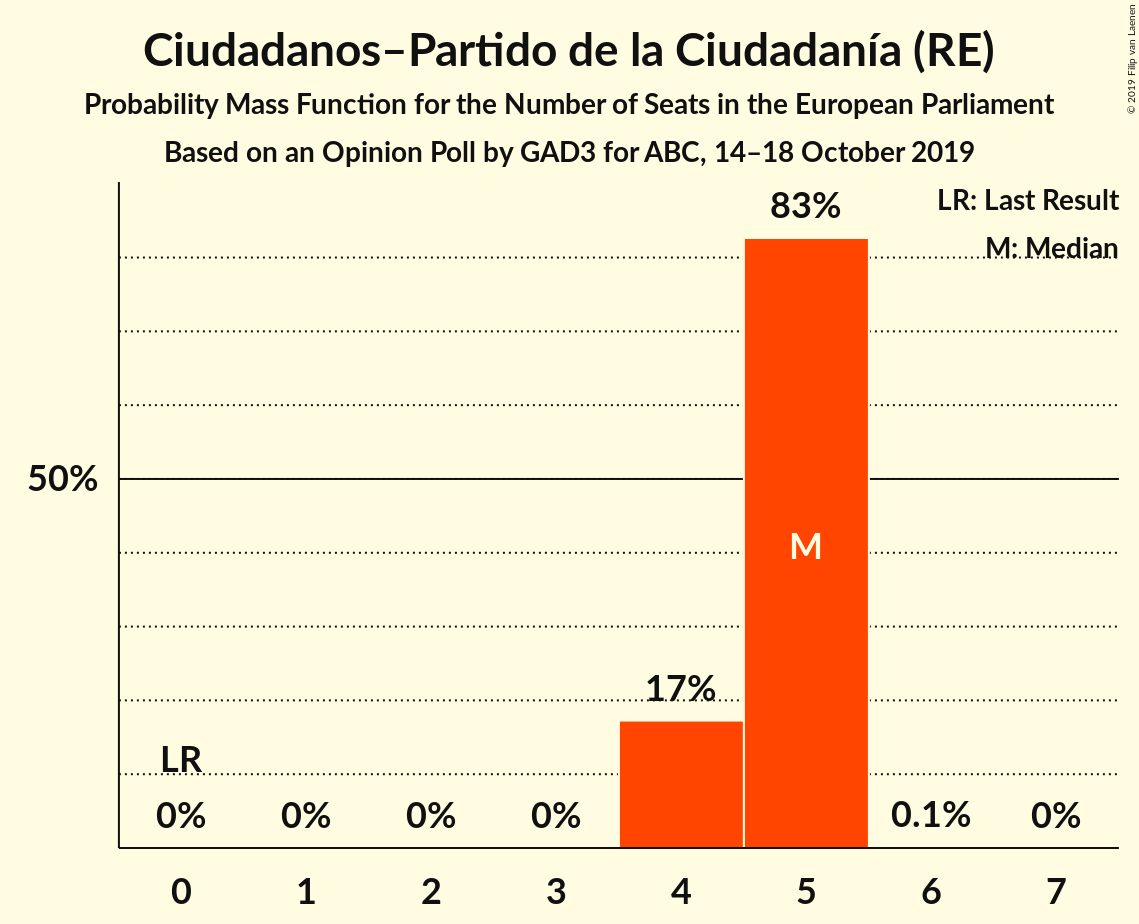 Ciudadanos–Partido de la Ciudadanía (RE)
Probability Mass Function for the Number of Seats in the European Parliament
Based on an Opinion Poll by GAD3 for ABC, 14–18 October 2019
© 2019 Filip van Laenen
LR: Last Result
M: Median
83%
50%
M
17%
LR
0% 0% 0% 0% 0.1% 0%
0 1 2 3 4 5 6 7